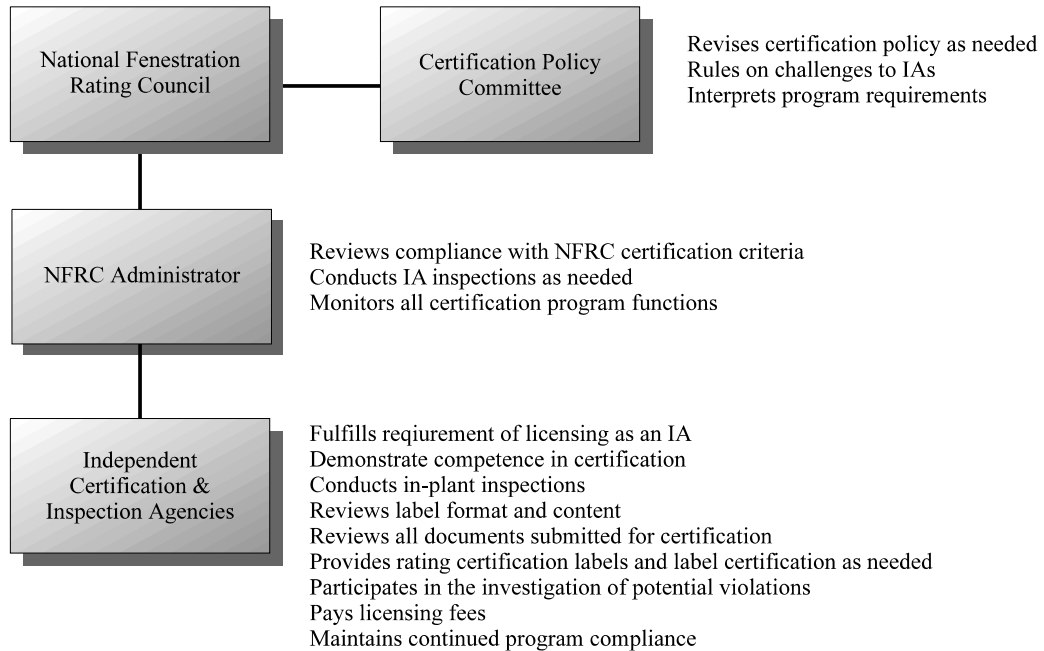 National Fenestration
Rating Council
Certification Policy
Committee
Revises certification policy as needed
Rules on challenges to IAs
Interprets program requirements
NFRC Administrator
Reviews compliance with NFRC certification criteria
Conducts IA inspections as needed
Monitors all certification program functions
Independent
Certification &
Inspection Agencies
Fulfills reqiurement of licensing as an IA
Demonstrate competence in certification
Conducts in-plant inspections
Reviews label format and content
Reviews all documents submitted for certification
Provides rating certification labels and label certification as needed
Participates in the investigation of potential violations
Pays licensing fees
Maintains continued program compliance